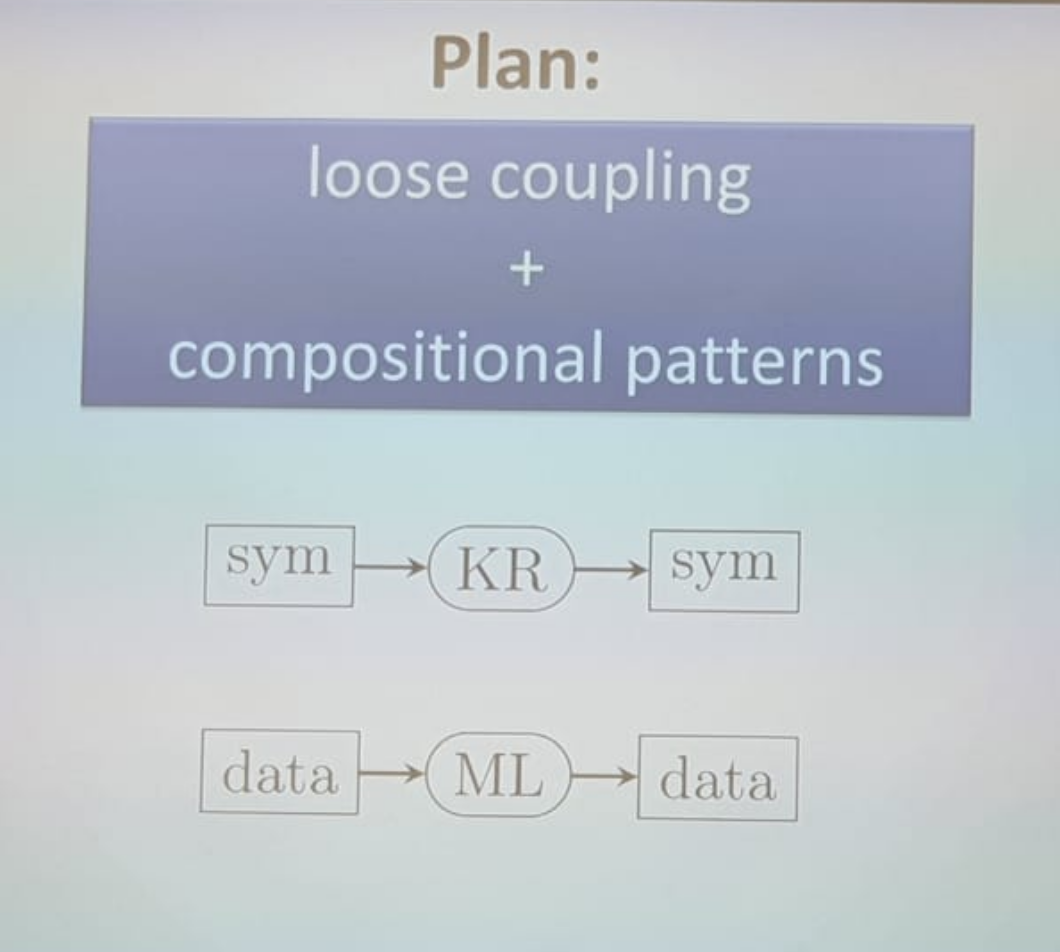 Plan:
loose coupling
+
compositional patterns
sym KR sym
data ML data